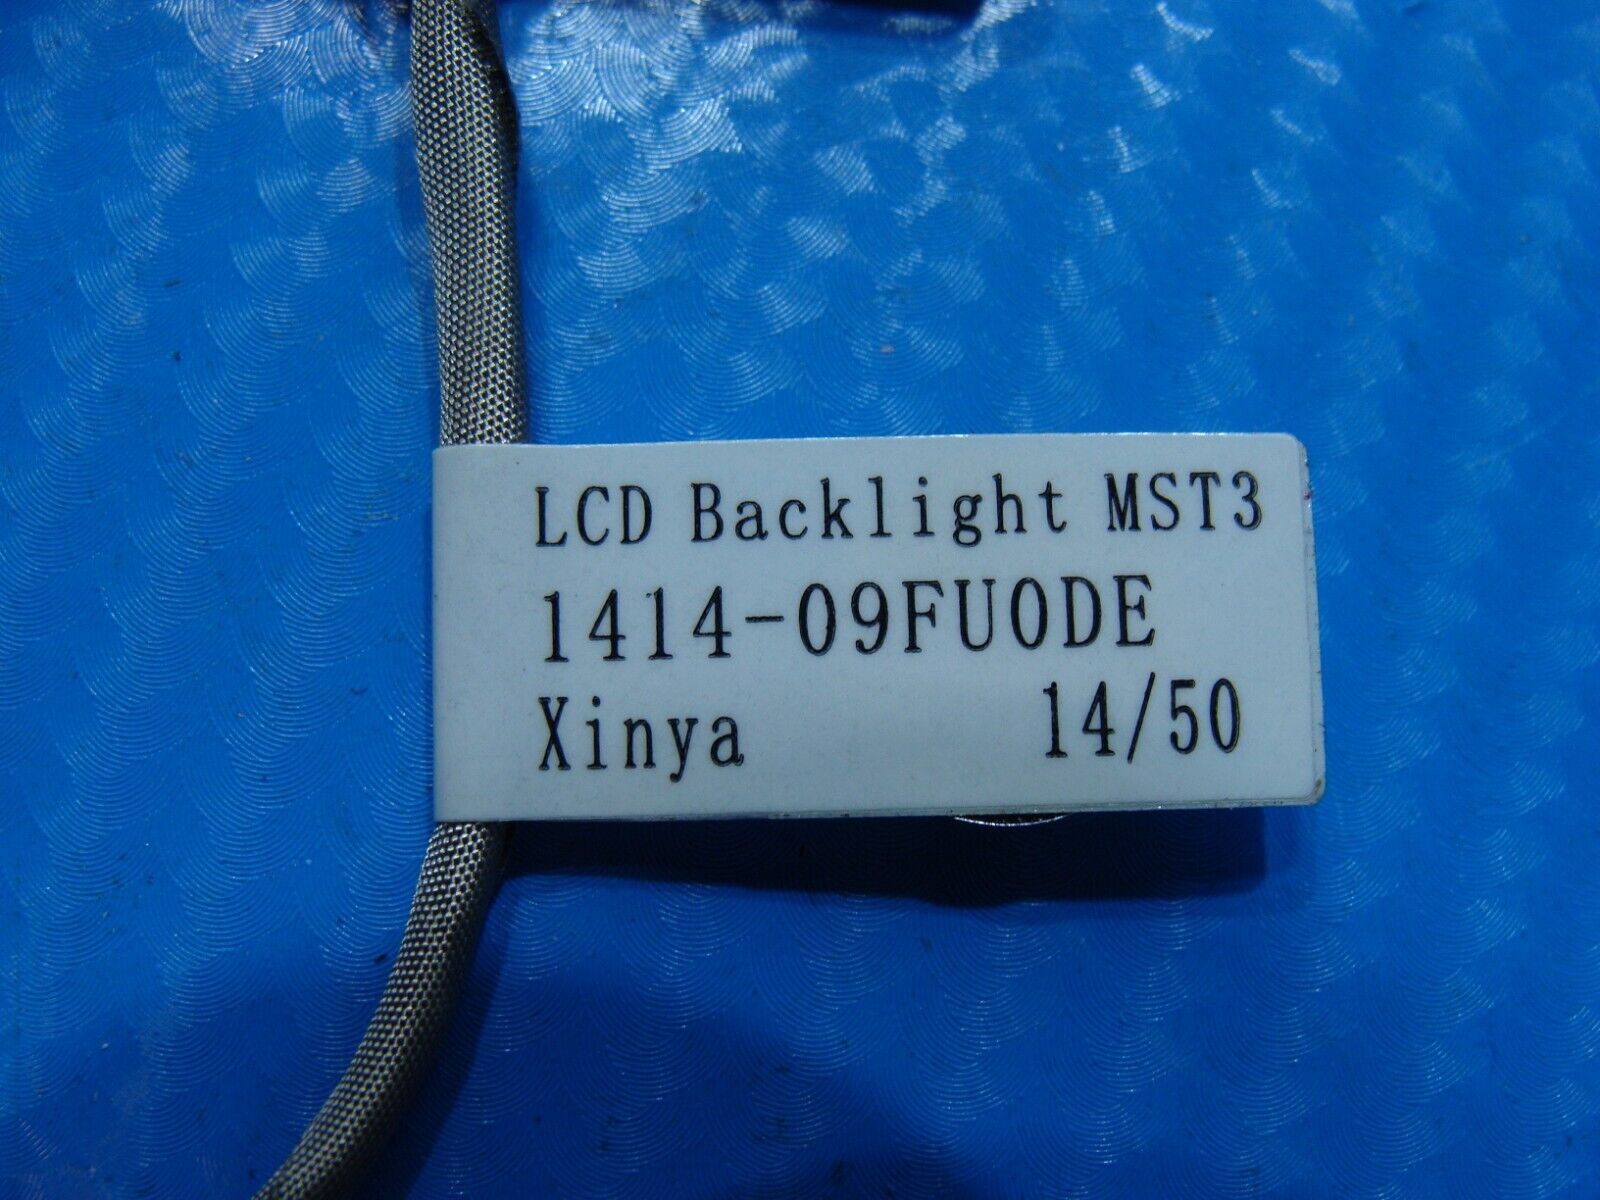 LCD Backlight MST3
1414-09FU0DE
Xinya 14/50